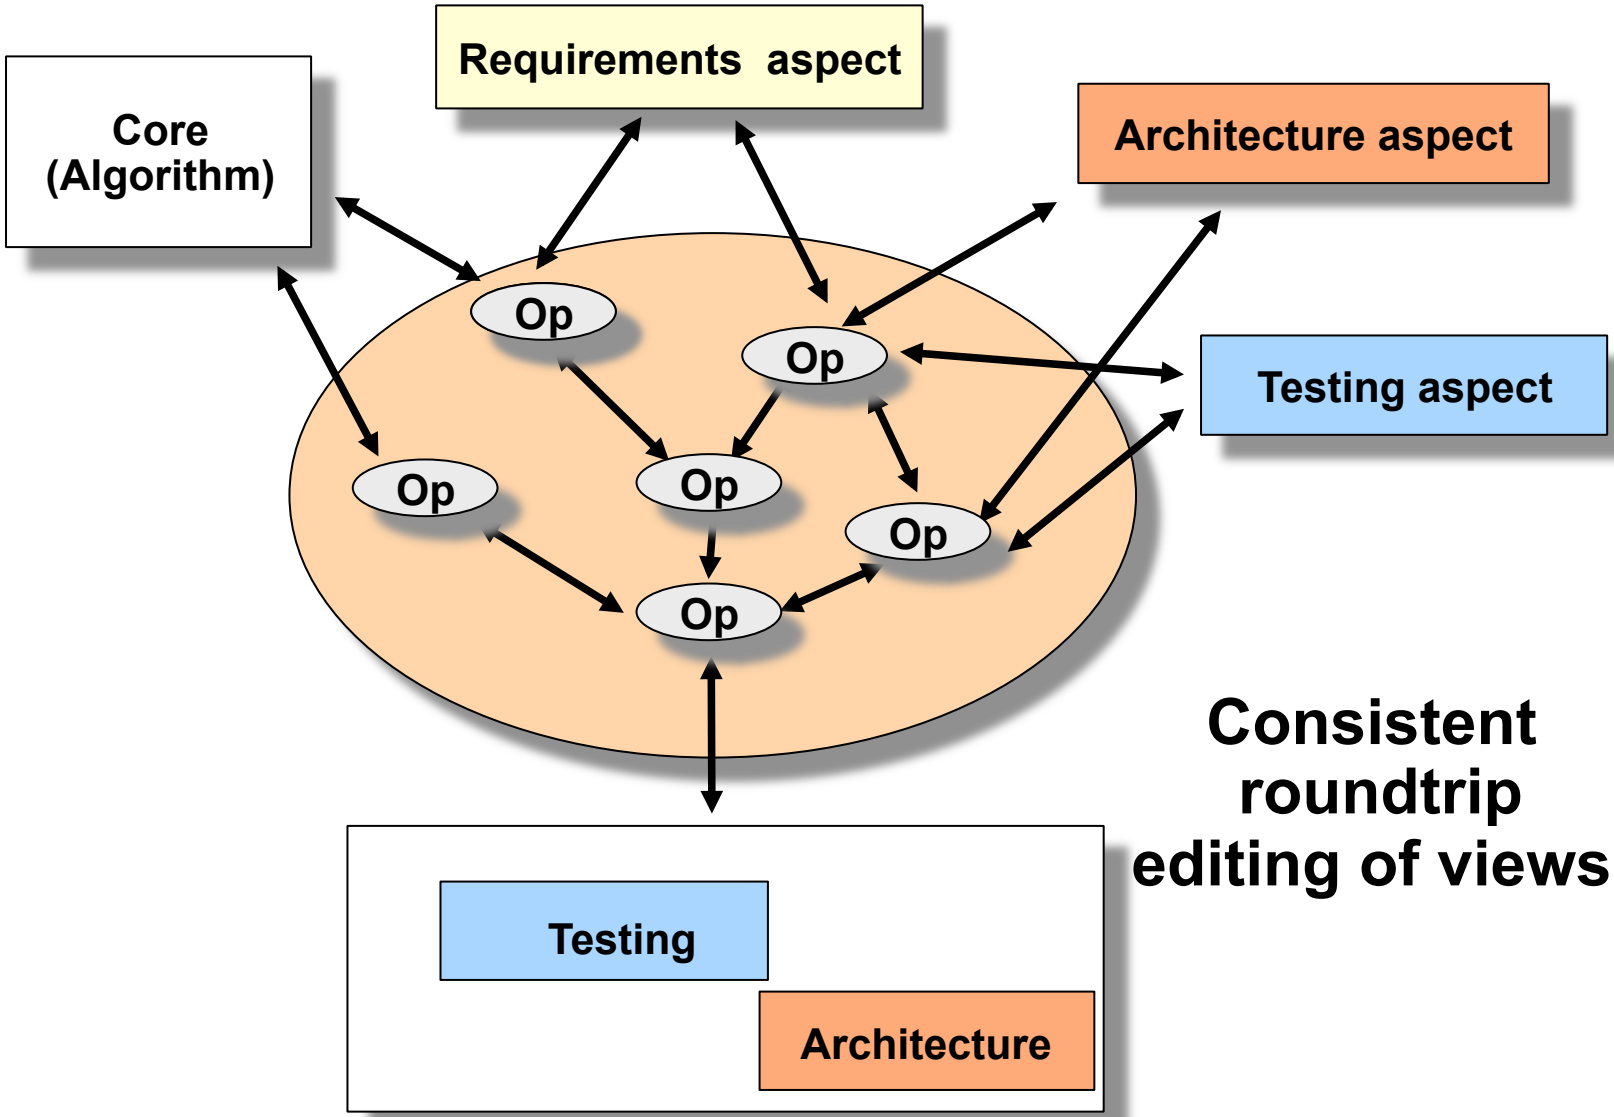 Requirements aspect
Core
(Algorithm)
Architecture aspect
Op
Op
Testing aspect
Op
Op
Op
Op
Consistent
roundtrip
editing of views
Testing
Architecture